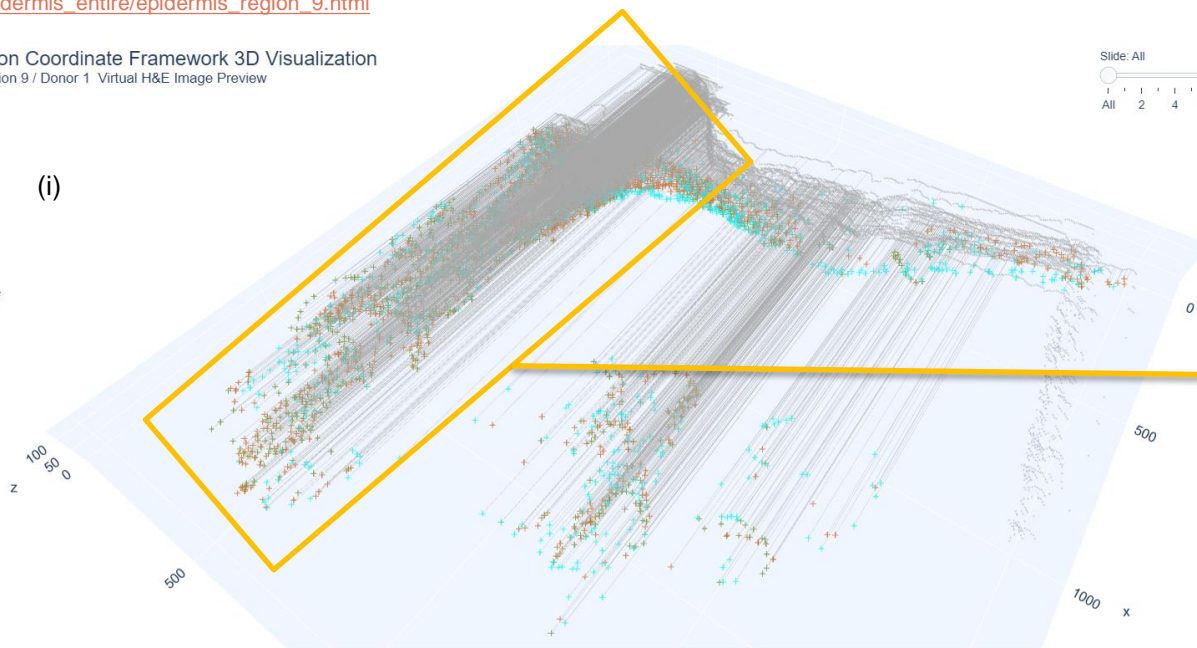 dermis_entire/epidermis_region_9.html
on Coordinate Framework 3D Visualization
ion 9 / Donor 1 Virtual H&E Image Preview
Slide: All
All 2 4
(i)
0
500
1000
x
100
50
0
z
500